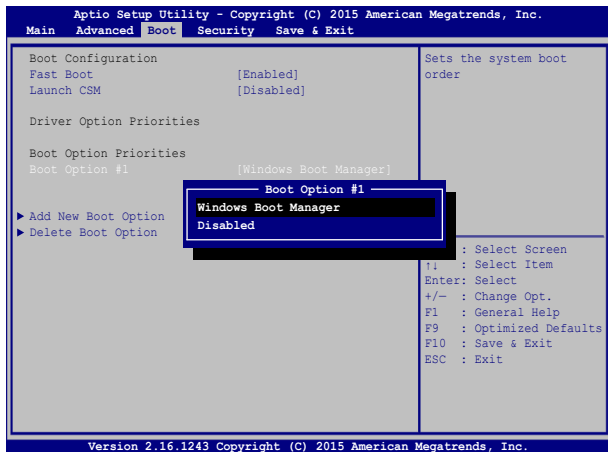 Aptio Setup Utility - Copyright (C) 2015 American Megatrends, Inc.
Main Advanced Boot Security Save & Exit
Boot Configuration
Fast Boot [Enabled]
Launch CSM [Disabled]
Driver Option Priorities
Boot Option Priorities
Boot Option #1 [Windows Boot Manager]
Add New Boot Option
Delete Boot Option
Boot Option #1
Windows Boot Manager
Disabled
Sets the system boot
order
: Select Screen
↑↓ : Select Item
Enter: Select
+/— : Change Opt.
F1 : General Help
F9 : Optimized Defaults
F10 : Save & Exit
ESC : Exit
Version 2.16.1243 Copyright (C) 2015 American Megatrends, Inc.